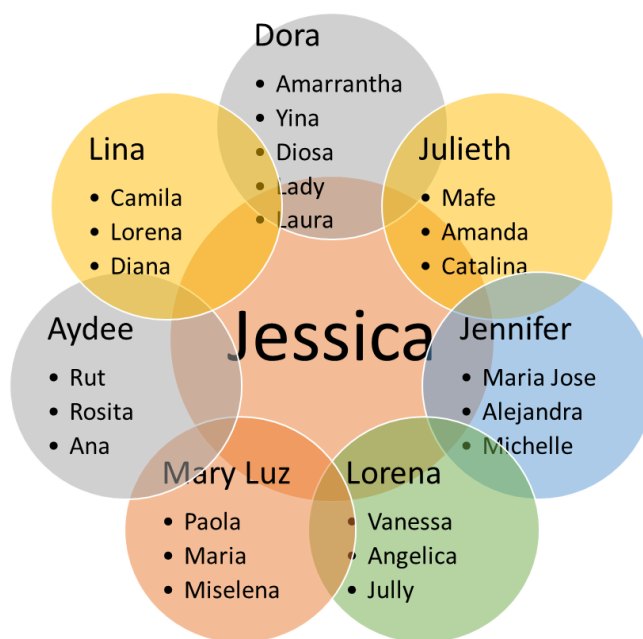 Dora
• Amarrantha
• Yina
• Diosa
• Lady
• Laura
Julieth
• Mafe
• Amanda
• Catalina
Jennifer
• Maria Jose
• Alejandra
• Michelle
Lorena
• Vanessa
• Angelica
• Jully
Mary Luz
• Paola
• Maria
• Miselena
Aydee
• Rut
• Rosita
• Ana
Lina
• Camila
• Lorena
• Diana
Jessica